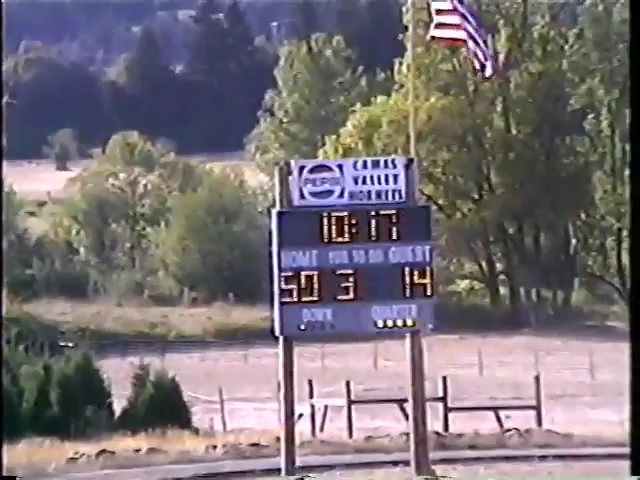 PEPSI
CAMAS
VALLEY
HORNETS
10:17
HOME YDS TO GO GUEST
50 3 14
DOWN QUARTER